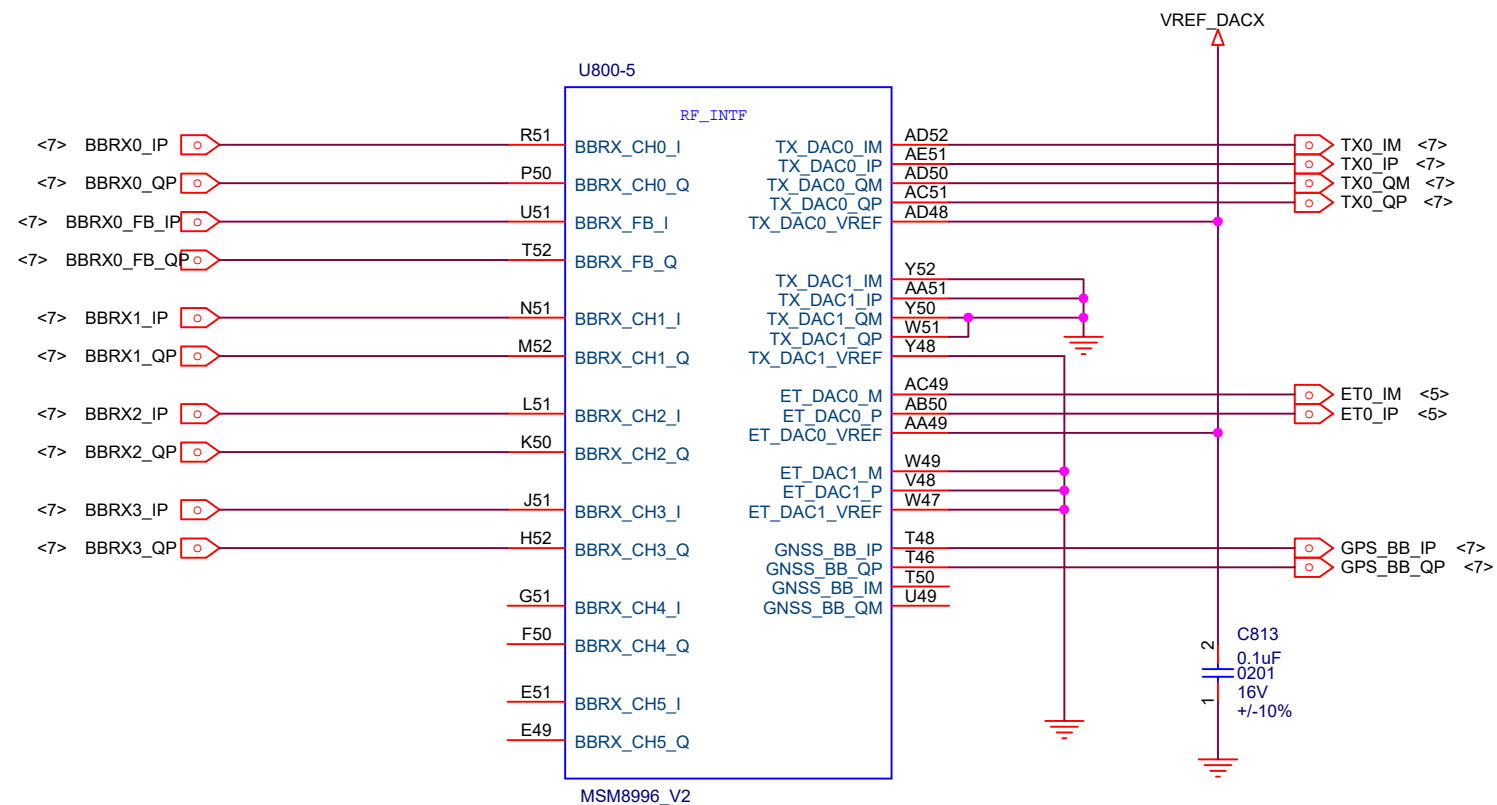 VREF_DACX
U800-5
RF_INTF
<7> BBRX0_IP R51 BBRX_CH0_I
<7> BBRX0_QP P50 BBRX_CH0_Q
<7> BBRX0_FB_IP U51 BBRX_FB_I
<7> BBRX0_FB_QP T52 BBRX_FB_Q
<7> BBRX1_IP N51 BBRX_CH1_I
<7> BBRX1_QP M52 BBRX_CH1_Q
<7> BBRX2_IP L51 BBRX_CH2_I
<7> BBRX2_QP K50 BBRX_CH2_Q
<7> BBRX3_IP J51 BBRX_CH3_I
<7> BBRX3_QP H52 BBRX_CH3_Q
G51 BBRX_CH4_I
F50 BBRX_CH4_Q
E51 BBRX_CH5_I
E49 BBRX_CH5_Q
TX_DAC0_IM AD52 TX0_IM <7>
TX_DAC0_IP AE51 TX0_IP <7>
TX_DAC0_QM AD50 TX0_QM <7>
TX_DAC0_QP AC51 TX0_QP <7>
TX_DAC0_VREF AD48
TX_DAC1_IM Y52
TX_DAC1_IP AA51
TX_DAC1_QM Y50
TX_DAC1_QP W51
TX_DAC1_VREF Y48
ET_DAC0_M AC49 ET0_IM <5>
ET_DAC0_P AB50 ET0_IP <5>
ET_DAC0_VREF AA49
ET_DAC1_M W49
ET_DAC1_P V48
ET_DAC1_VREF W47
GNSS_BB_IP T48 GPS_BB_IP <7>
GNSS_BB_QP T46 GPS_BB_QP <7>
GNSS_BB_IM T50
GNSS_BB_QM U49
2
1
C813
0.1uF
0201
16V
+/-10%
MSM8996_V2